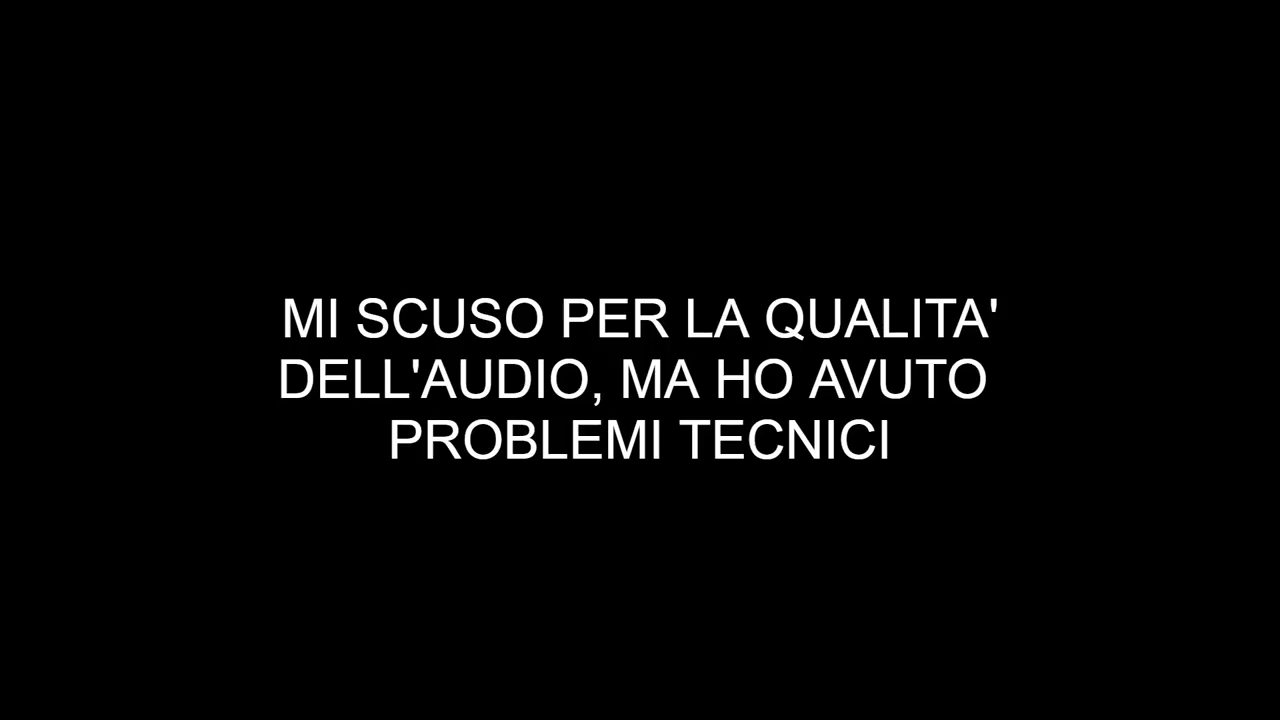 MI SCUSO PER LA QUALITA'
DELL'AUDIO, MA HO AVUTO
PROBLEMI TECNICI